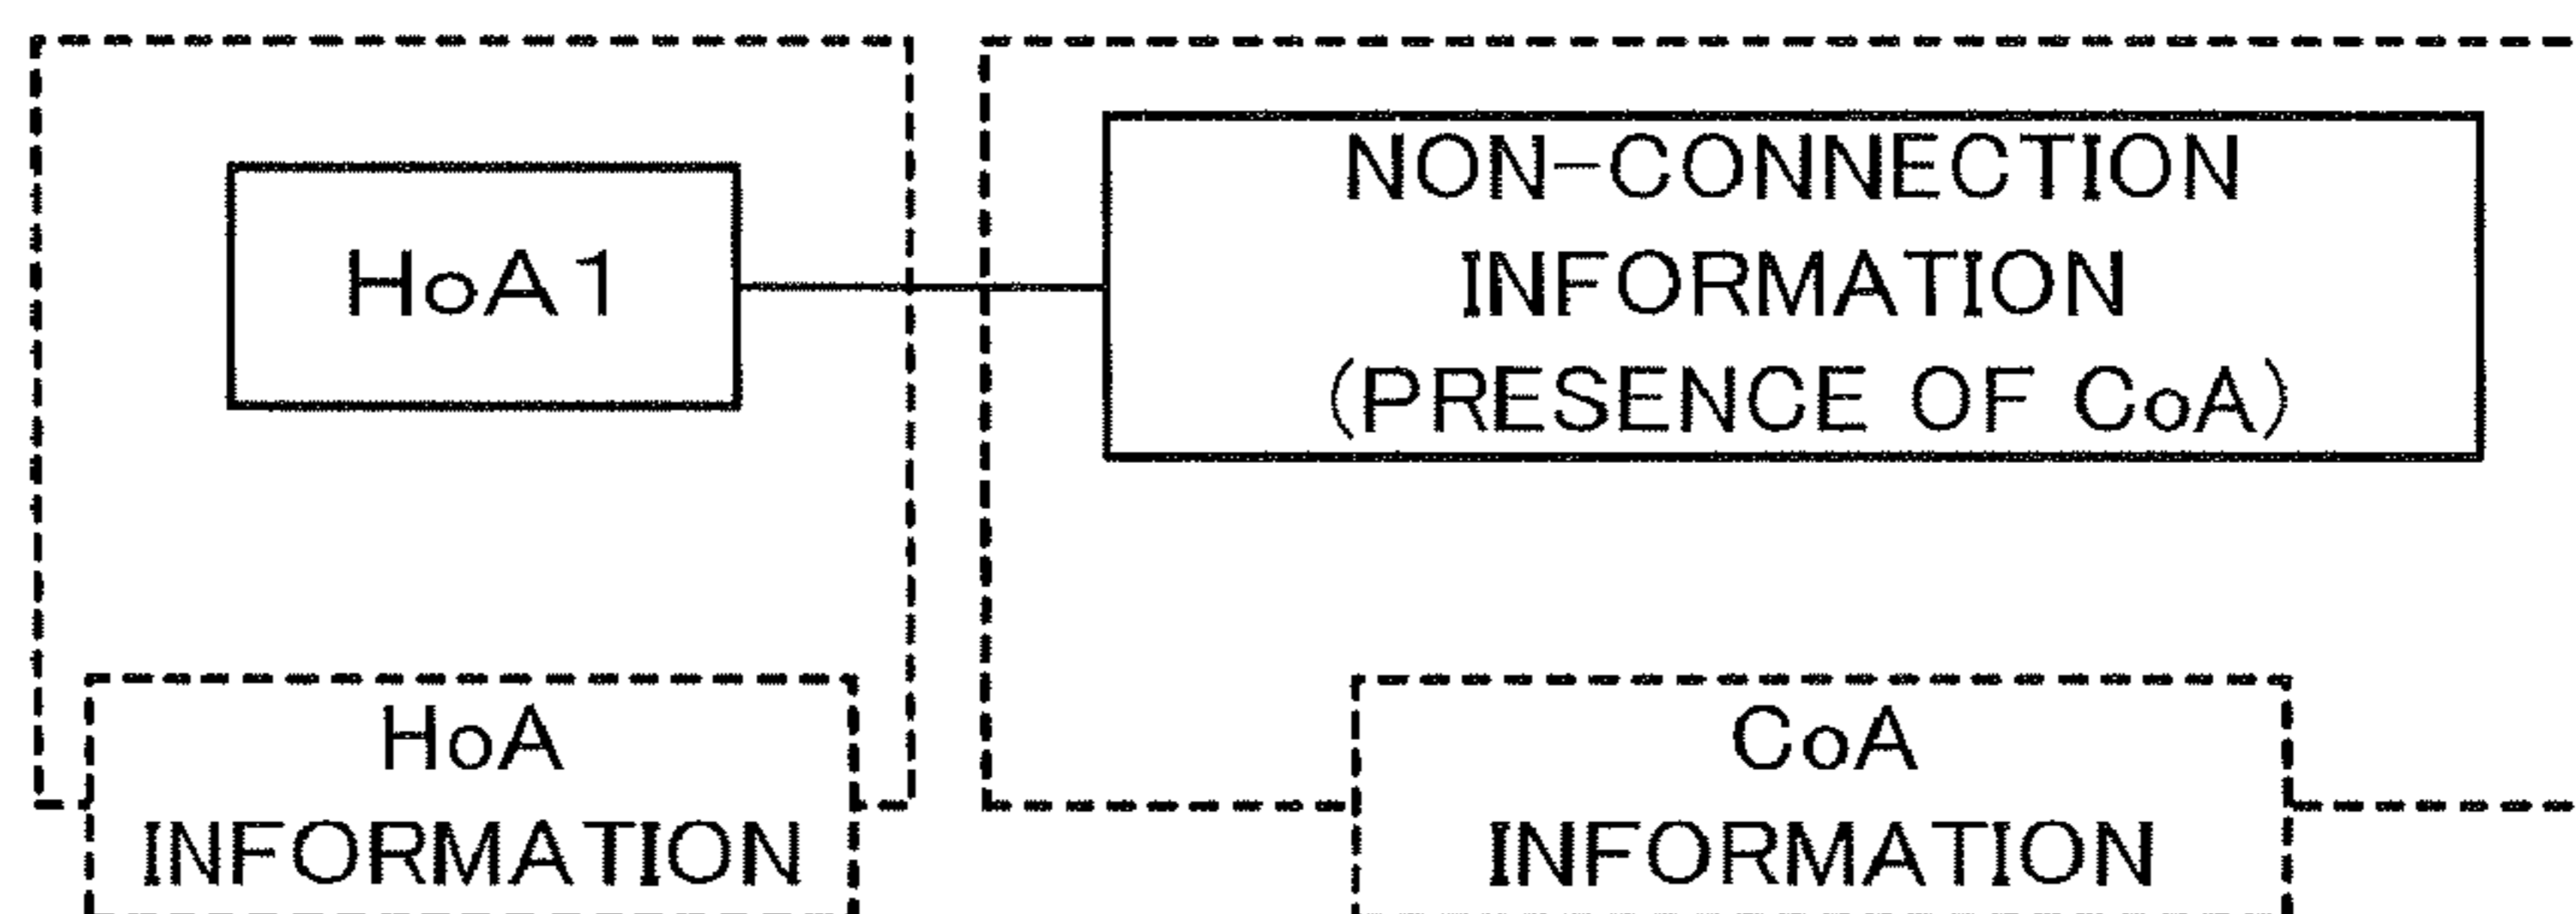 HoA1
NON-CONNECTION
INFORMATION
(PRESENCE OF CoA)
HoA
INFORMATION
CoA
INFORMATION